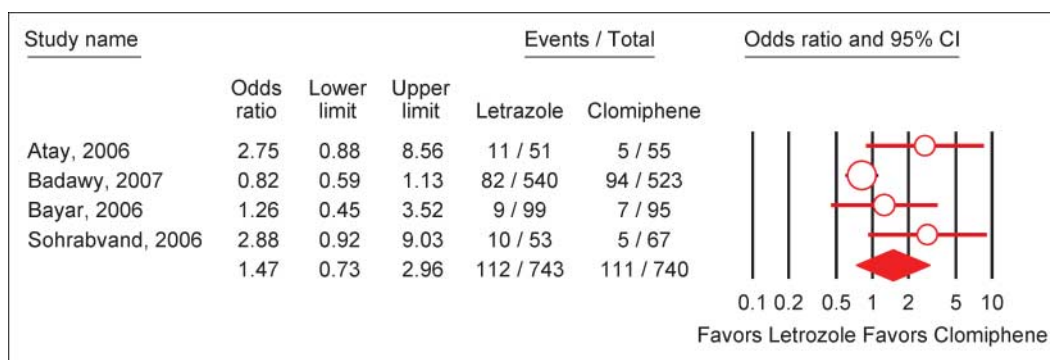 Study name Events / Total Odds ratio and 95% CI
Odds Lower Upper
ratio limit limit Letrazole Clomiphene
Atay, 2006 2.75 0.88 8.56 11 / 51 5 / 55
Badawy, 2007 0.82 0.59 1.13 82 / 540 94 / 523
Bayar, 2006 1.26 0.45 3.52 9 / 99 7 / 95
Sohrabvand, 2006 2.88 0.92 9.03 10 / 53 5 / 67
1.47 0.73 2.96 112 / 743 111 / 740
0.1 0.2 0.5 1 2 5 10
Favors Letrozole Favors Clomiphene